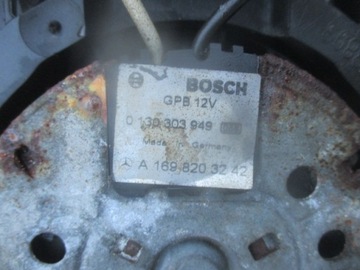 BOSCH
GPB 12V
0 130 303 949
Made in Germany
A 169 820 32 42